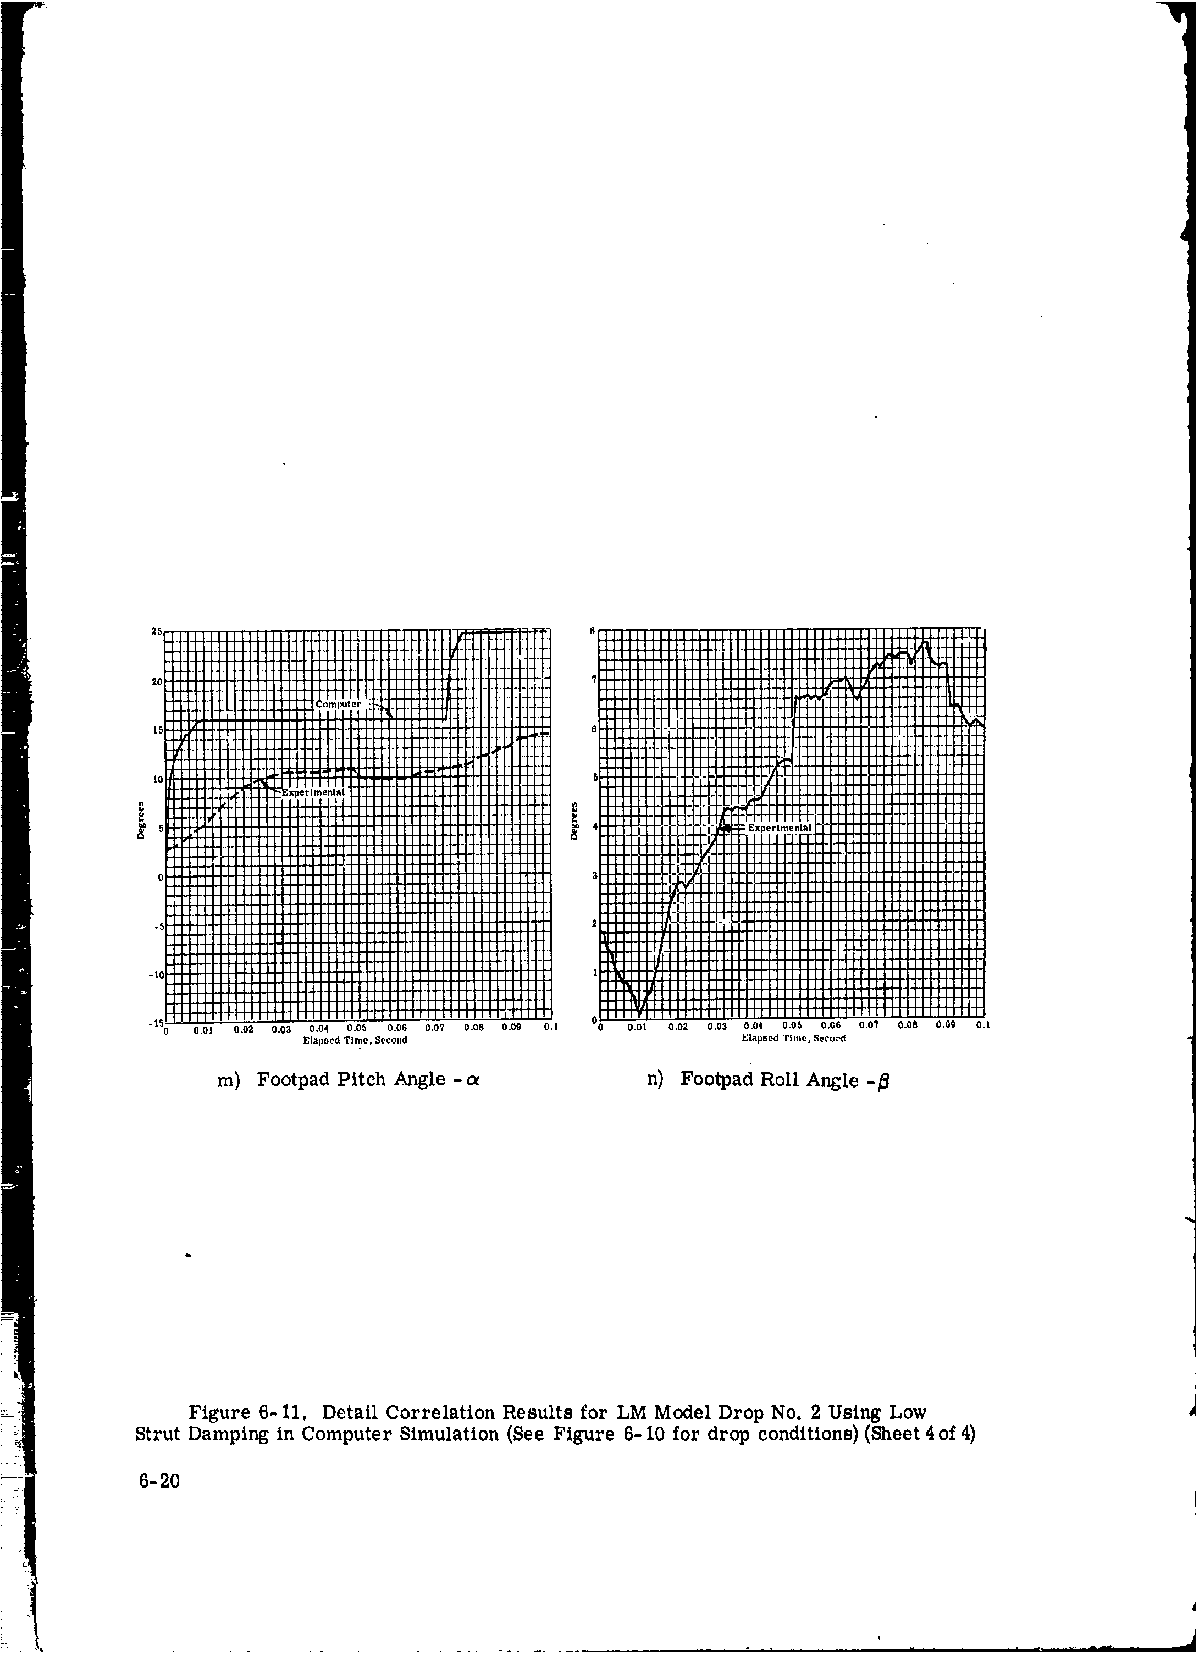 25
20
15
10
5
0
-5
-10
-15
Degrees
Computer
Experimental
0 0.01 0.02 0.03 0.04 0.05 0.06 0.07 0.08 0.09 0.1
Elapsed Time, Second
m) Footpad Pitch Angle - α
8
7
6
5
4
3
2
1
0
Degrees
Experimental
0 0.01 0.02 0.03 0.04 0.05 0.06 0.07 0.08 0.09 0.1
Elapsed Time, Second
n) Footpad Roll Angle - β
Figure 6-11. Detail Correlation Results for LM Model Drop No. 2 Using Low
Strut Damping in Computer Simulation (See Figure 6-10 for drop conditions) (Sheet 4 of 4)
6-20